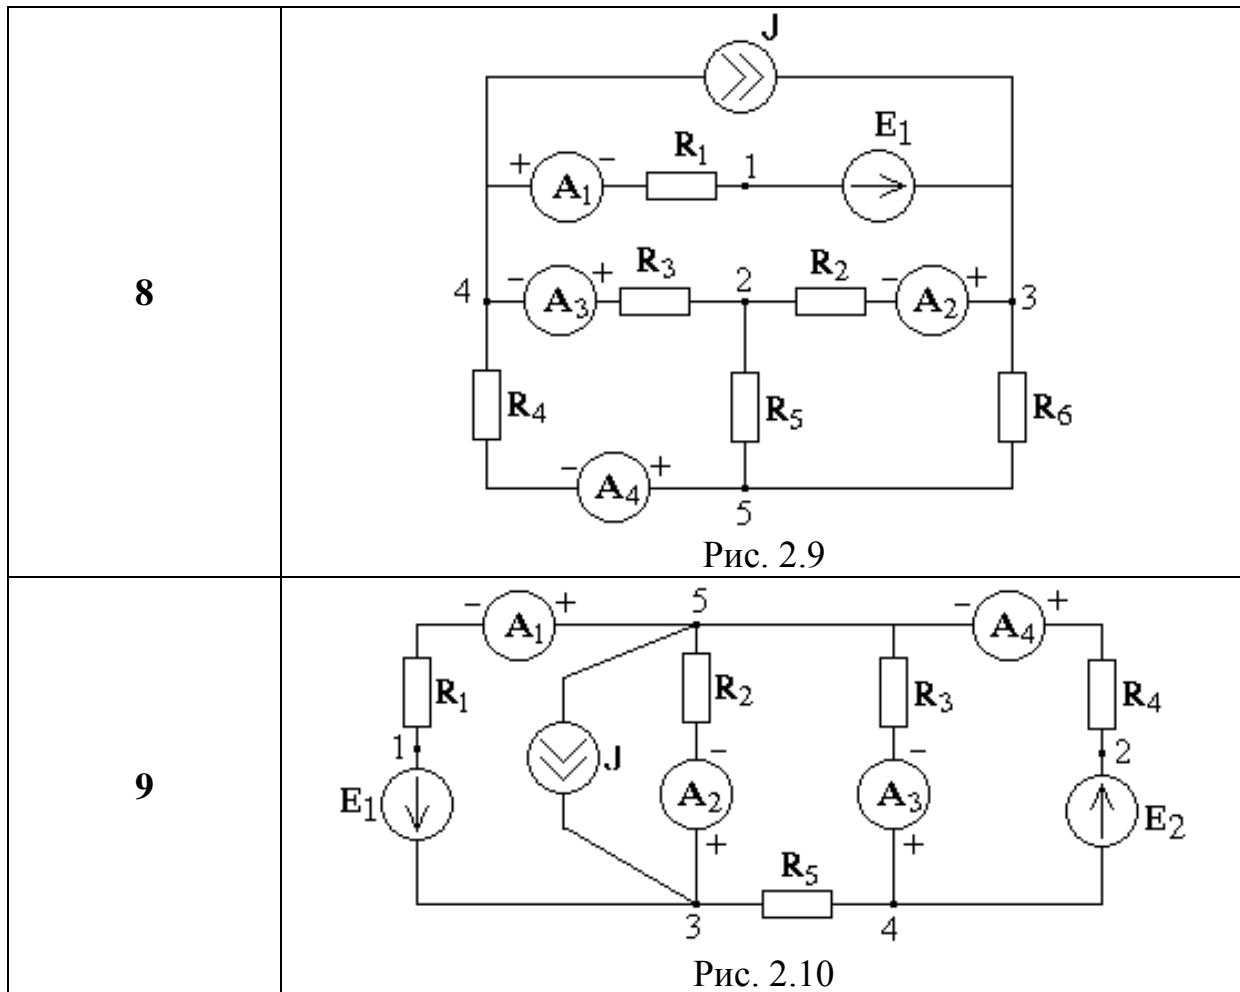 8
J
E1
+ A1 - R1 1
4 - A3 + R3 2 R2 - A2 + 3
R4 R5 R6
- A4 + 5
Рис. 2.9
9
- A1 + 5 - A4 +
R1 R2 R3 R4
1 - - 2
E1 J A2 A3 E2
+ +
R5
3 4
Рис. 2.10